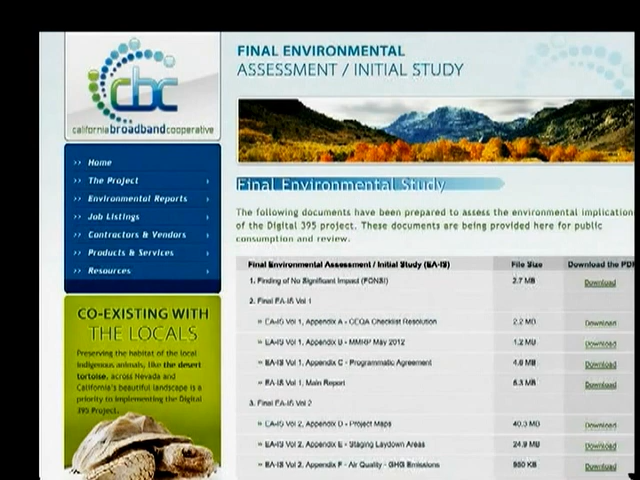 cbc
california broadband cooperative
FINAL ENVIRONMENTAL
ASSESSMENT / INITIAL STUDY
>> Home
>> The Project ›
>> Environmental Reports ›
>> Job Listings ›
>> Contractors & Vendors ›
>> Products & Services ›
>> Resources ›
Final Environmental Study
The following documents have been prepared to assess the environmental implication
of the Digital 395 project. These documents are being provided here for public
consumption and review.
Final Environmental Assessment / Initial Study (EA-IS) File Size Download the PDF
1. Finding of No Significant Impact (FONSI) 2.7 MB Download
2. Final EA-IS Vol 1
» EA-IS Vol 1, Appendix A - CEQA Checklist Resolution 2.2 MB Download
» EA-IS Vol 1, Appendix B - MMRP May 2012 1.2 MB Download
» EA-IS Vol 1, Appendix C - Programmatic Agreement 4.8 MB Download
» EA-IS Vol 1, Main Report 5.3 MB Download
3. Final EA-IS Vol 2
» EA-IS Vol 2, Appendix D - Project Maps 40.3 MB Download
» EA-IS Vol 2, Appendix E - Staging Laydown Areas 24.9 MB Download
» EA-IS Vol 2, Appendix F - Air Quality - GHG Emissions 550 KB Download
CO-EXISTING WITH
THE LOCALS
Preserving the habitat of the local
indigenous animals, like the desert
tortoise, across Nevada and
California's beautiful landscape is a
priority to implementing the Digital
395 Project.